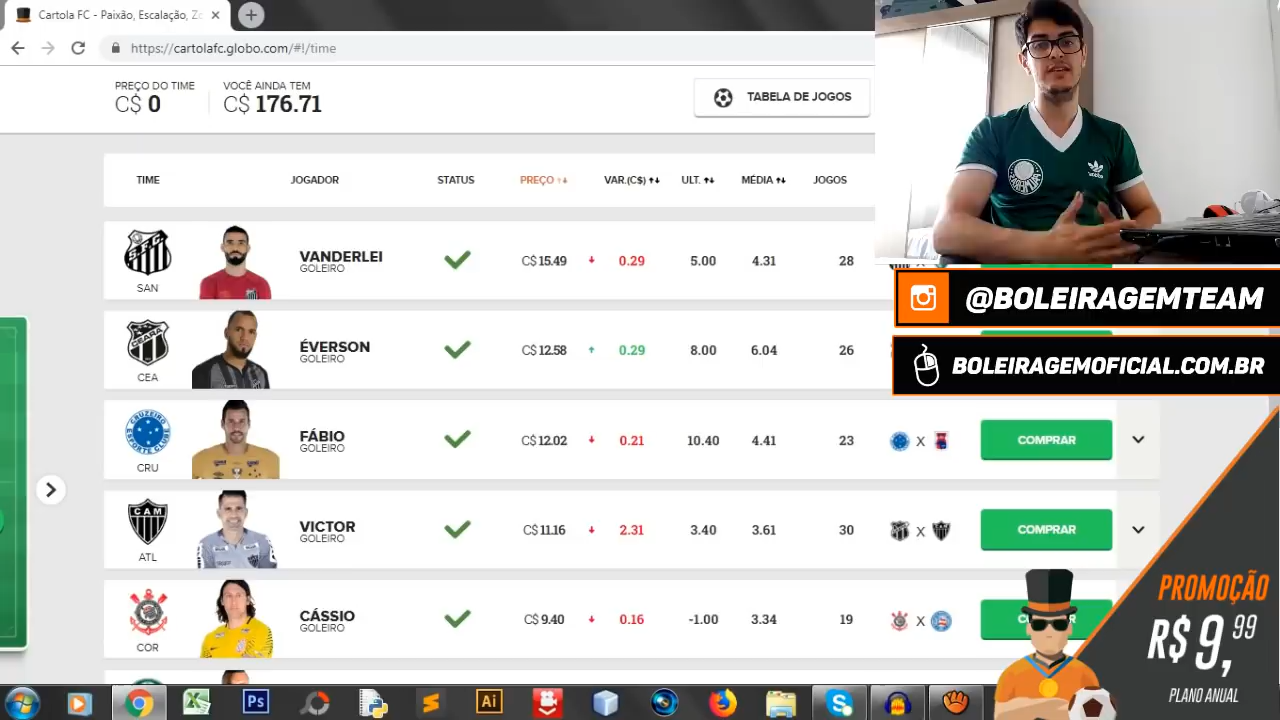 Cartola FC - Paixão, Escalação, Zo
https://cartolafc.globo.com/#!/time
PREÇO DO TIME
C$ 0
VOCÊ AINDA TEM
C$ 176.71
TABELA DE JOGOS
TIME JOGADOR STATUS PREÇO VAR.(C$) ULT. MÉDIA JOGOS
SAN
VANDERLEI
GOLEIRO
C$ 15.49 0.29 5.00 4.31 28
CEA
ÉVERSON
GOLEIRO
C$ 12.58 0.29 8.00 6.04 26
CRU
FÁBIO
GOLEIRO
C$ 12.02 0.21 10.40 4.41 23
X
COMPRAR
ATL
VICTOR
GOLEIRO
C$ 11.16 2.31 3.40 3.61 30
X
COMPRAR
COR
CÁSSIO
GOLEIRO
C$ 9.40 0.16 -1.00 3.34 19
X
@BOLEIRAGEMTEAM
BOLEIRAGEMOFICIAL.COM.BR
PROMOÇÃO
R$ 9,99
PLANO ANUAL
adidas
Ps
Ai